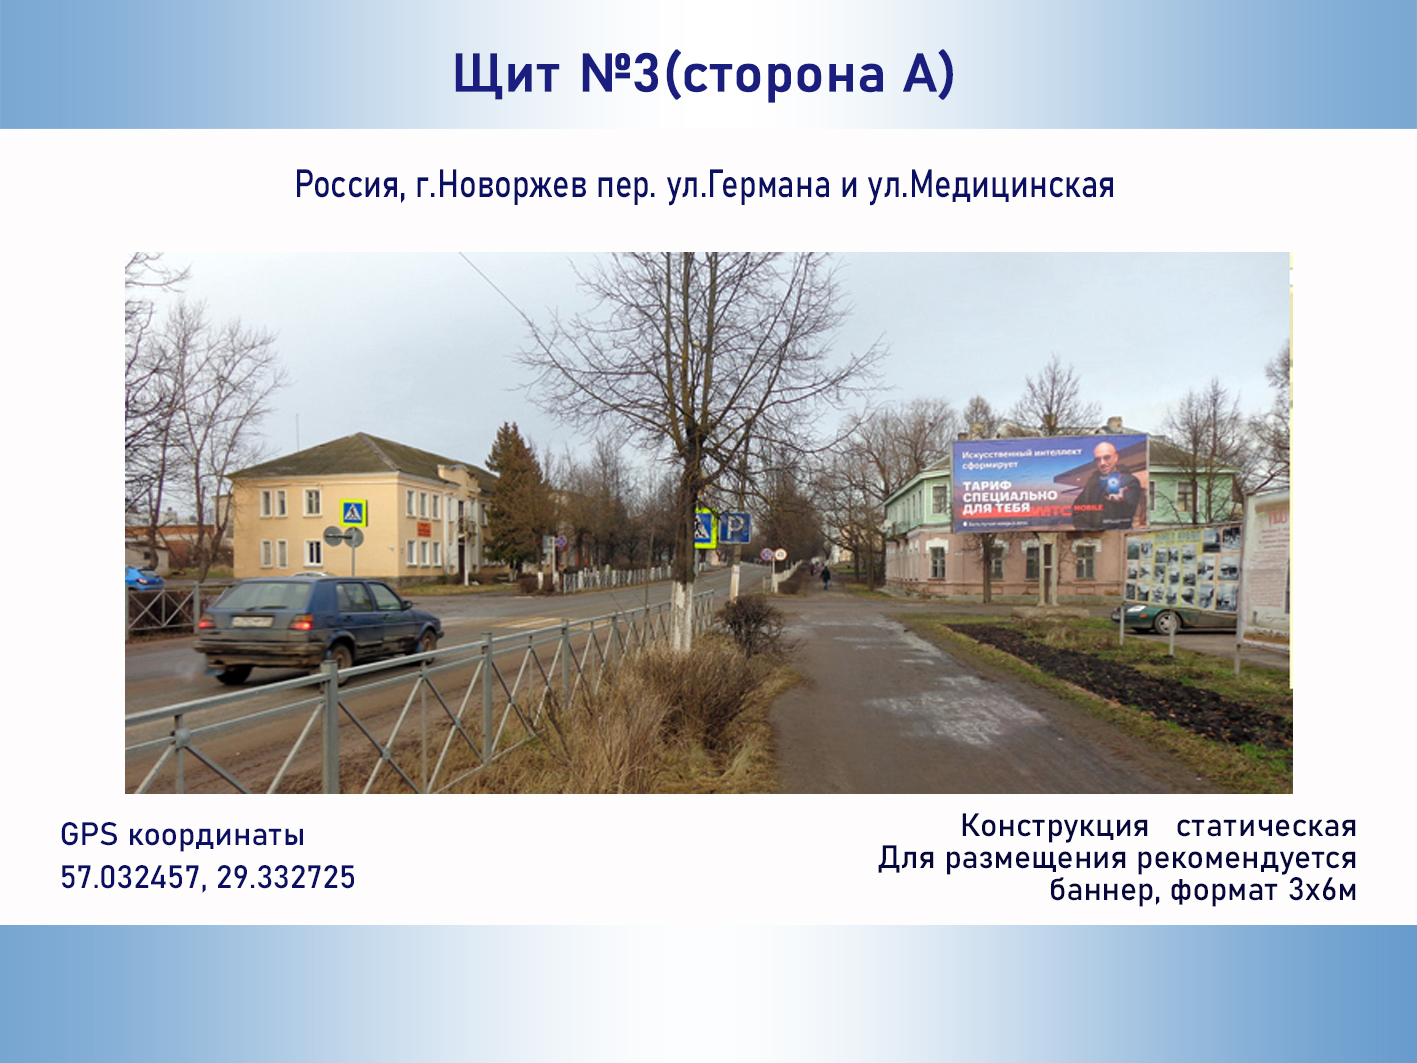 Щит №3(сторона А)
Россия, г.Новоржев пер. ул.Германа и ул.Медицинская
Искусственный интеллект
сформирует
ТАРИФ
СПЕЦИАЛЬНО
ДЛЯ ТЕБЯ
МТС MOBILE
P
GPS координаты
57.032457, 29.332725
Конструкция статическая
Для размещения рекомендуется
баннер, формат 3х6м